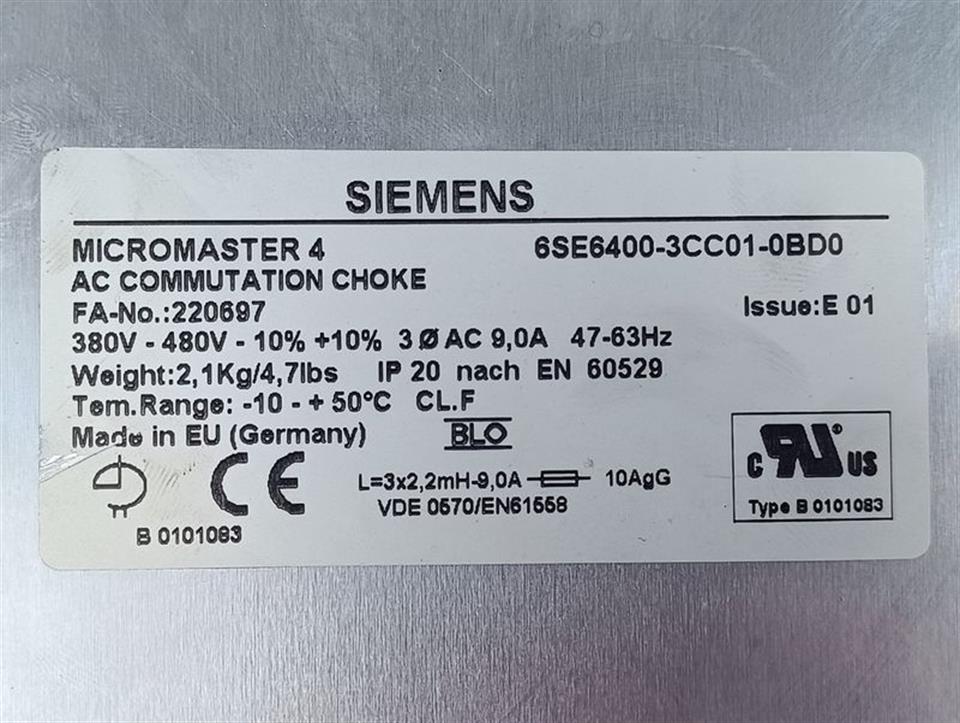 SIEMENS
MICROMASTER 4 6SE6400-3CC01-0BD0
AC COMMUTATION CHOKE
FA-No.:220697 Issue:E 01
380V - 480V - 10% +10% 3 Ø AC 9,0A 47-63Hz
Weight:2,1Kg/4,7lbs IP 20 nach EN 60529
Tem.Range: -10 - + 50°C CL.F
Made in EU (Germany) BLO
CE
L=3x2,2mH-9,0A 10AgG
VDE 0570/EN61558
B 0101083
c RU ® US
Type B 0101083